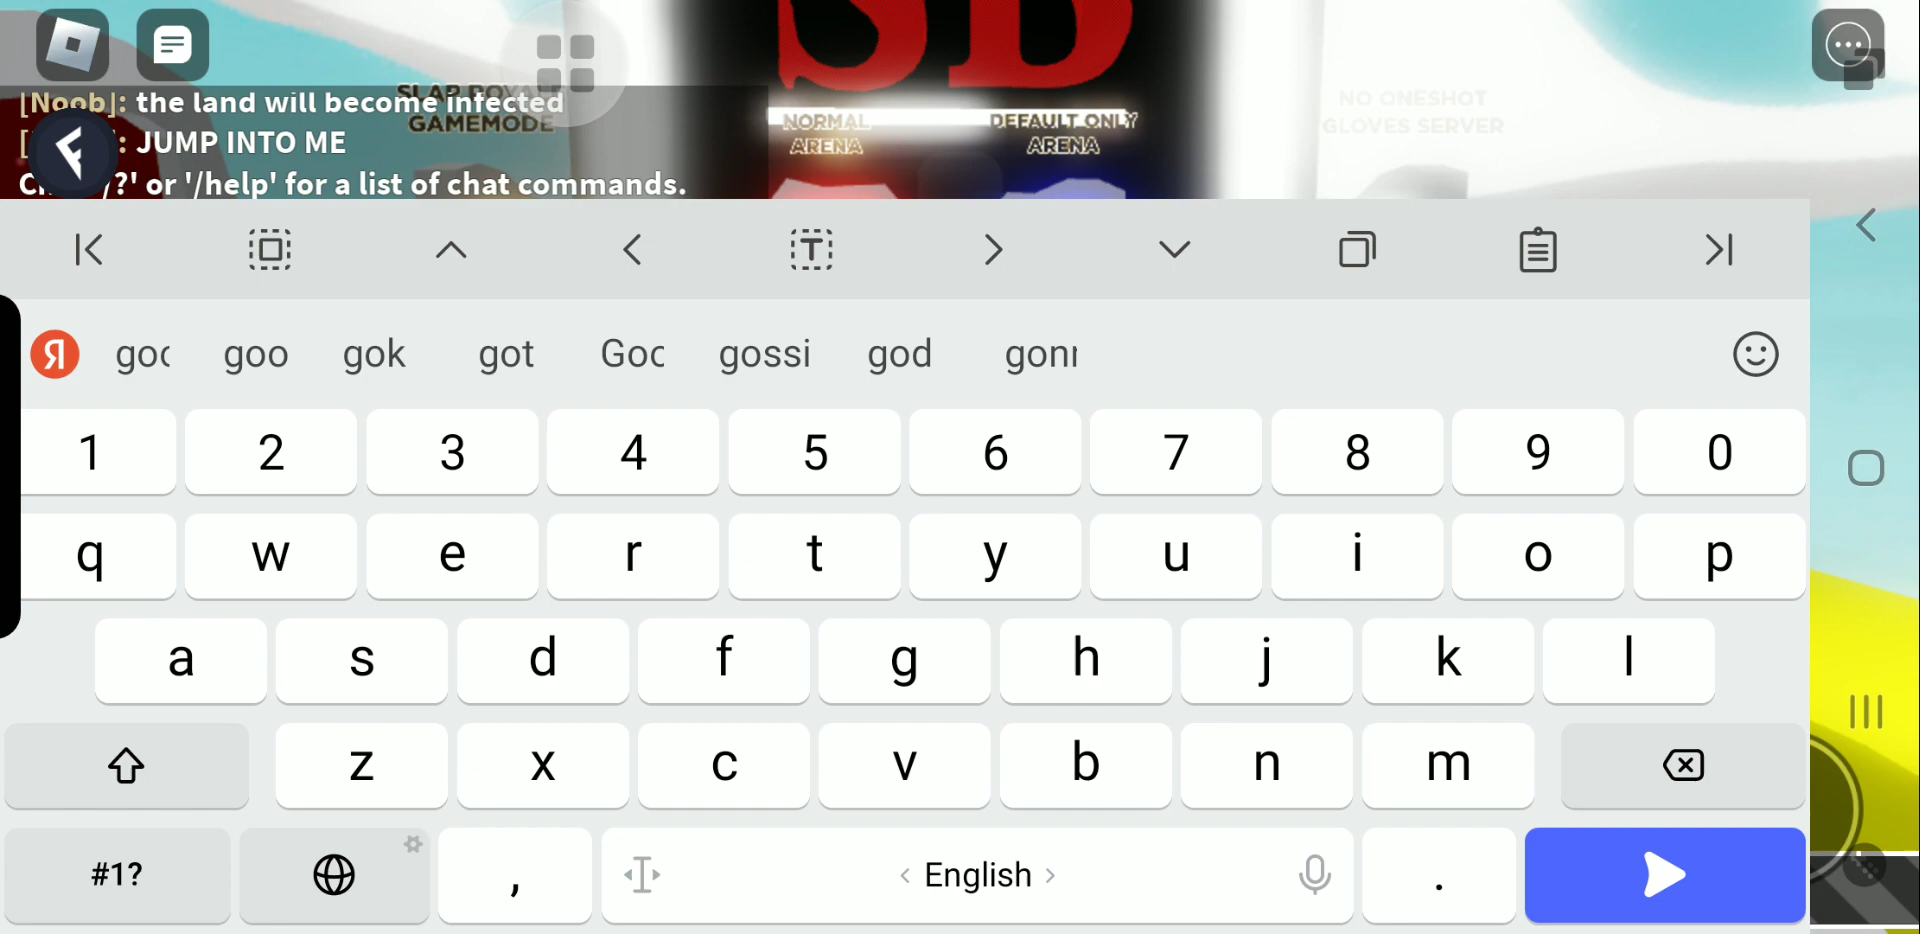 SB
[Noob]: the land will become infected
: JUMP INTO ME
/?' or '/help' for a list of chat commands.
SLAP ROYALE
GAMEMODE
NORMAL
ARENA
DEFAULT ONLY
ARENA
NO ONESHOT
GLOVES SERVER
Я goo gok got gossi god
1 2 3 4 5 6 7 8 9 0
q w e r t y u i o p
a s d f g h j k l
z x c v b n m
#1? , English .